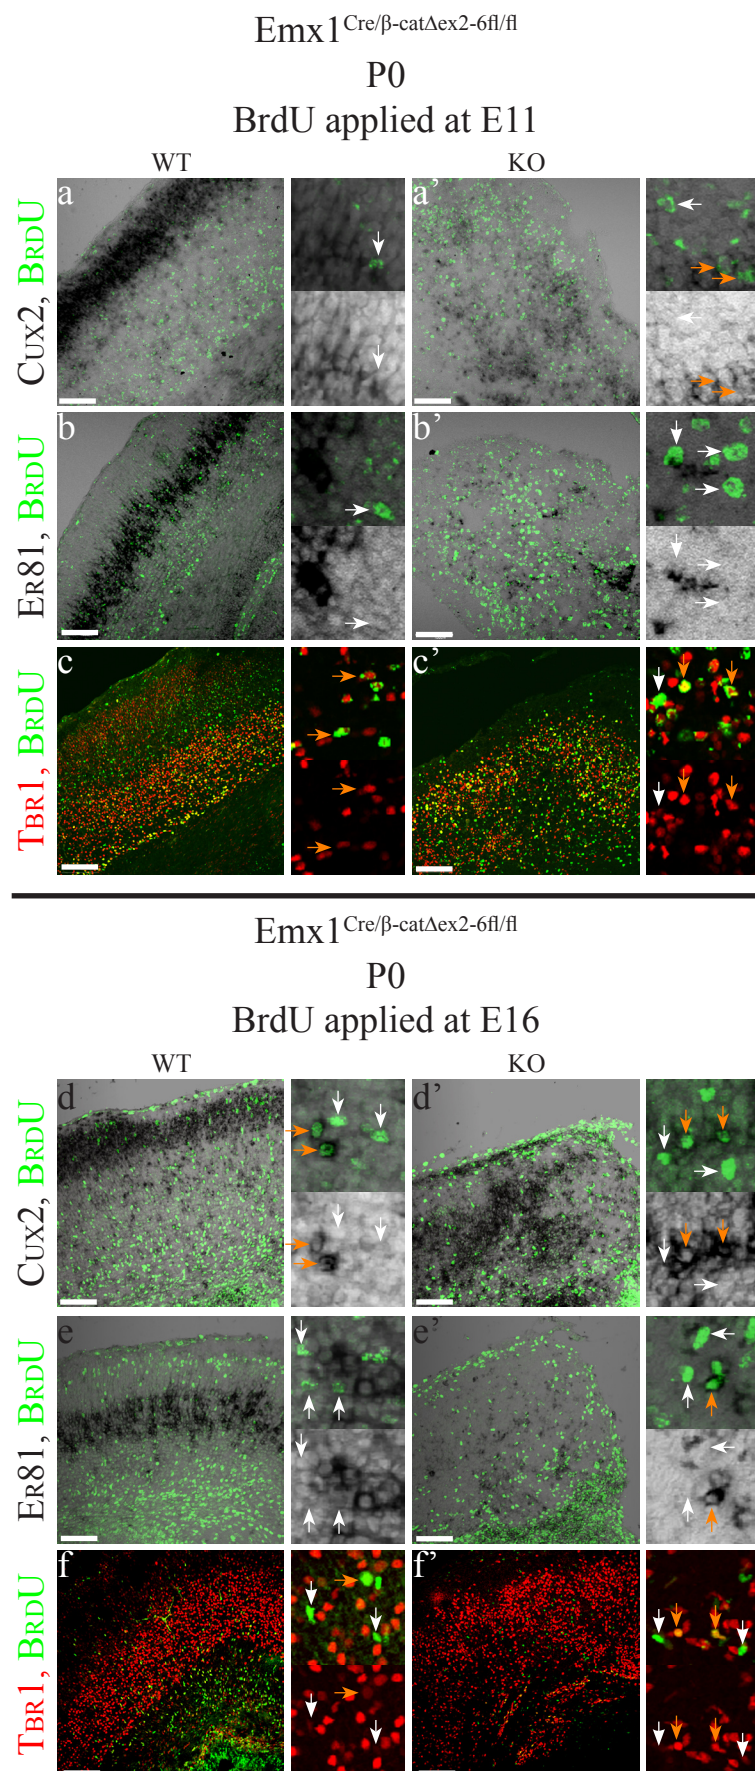 Emx1Cre/β-catΔex2-6fl/fl
P0
BrdU applied at E11
WT KO
Cux2, BrdU
a a'
Er81, BrdU
b b'
Tbr1, BrdU
c c'
Emx1Cre/β-catΔex2-6fl/fl
P0
BrdU applied at E16
WT KO
Cux2, BrdU
d d'
Er81, BrdU
e e'
Tbr1, BrdU
f f'